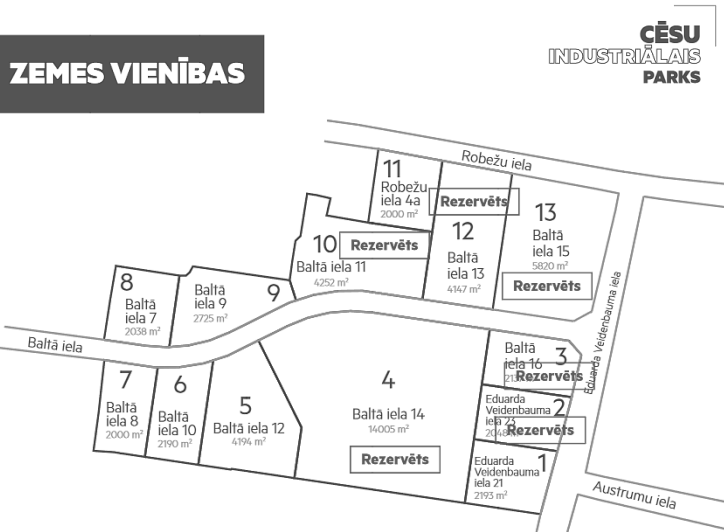 ZEMES VIENĪBAS
CĒSU
INDUSTRIĀLAIS
PARKS
Robežu iela
11
Robežu
iela 4a
2000 m²
Rezervēts
12
Baltā
iela 13
4147 m²
13
Baltā
iela 15
5820 m²
Rezervēts
10
Rezervēts
Baltā iela 11
4252 m²
8
Baltā
iela 7
2038 m²
9
Baltā
iela 9
2725 m²
Baltā iela
Eduarda Veidenbauma iela
7
Baltā
iela 8
2000 m²
6
Baltā
iela 10
2190 m²
5
Baltā iela 12
4194 m²
4
Baltā iela 14
14005 m²
Rezervēts
3
Baltā
iela 16
Rezervēts
2
Eduarda
Veidenbauma
iela 23
Rezervēts
1
Eduarda
Veidenbauma
iela 21
2193 m²
Austrumu iela